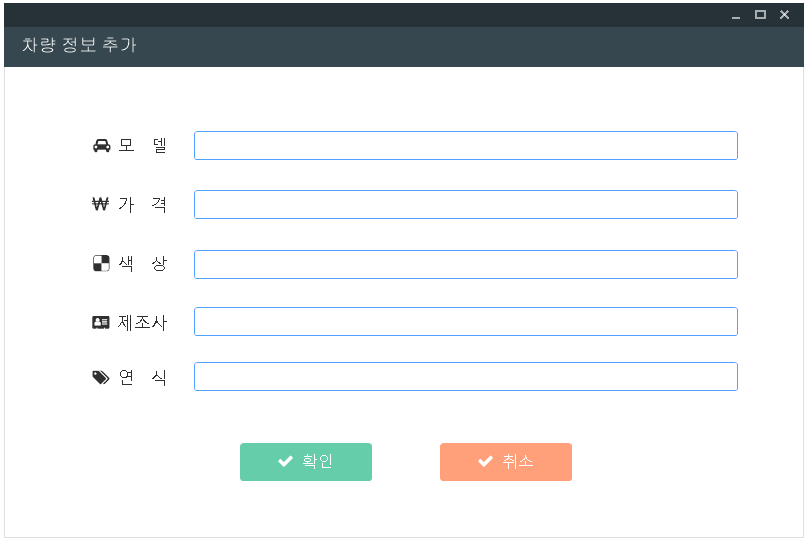 차량 정보 추가
모 델
가 격
색 상
제조사
연 식
확인
취소